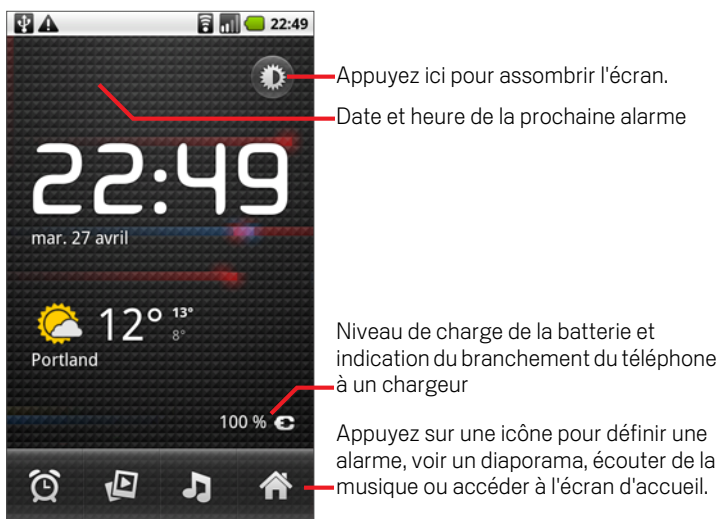 22:49
Appuyez ici pour assombrir l'écran.
Date et heure de la prochaine alarme
22:49
mar. 27 avril
12° 13°
8°
Portland
Niveau de charge de la batterie et
indication du branchement du téléphone
à un chargeur
100 %
Appuyez sur une icône pour définir une
alarme, voir un diaporama, écouter de la
musique ou accéder à l'écran d'accueil.